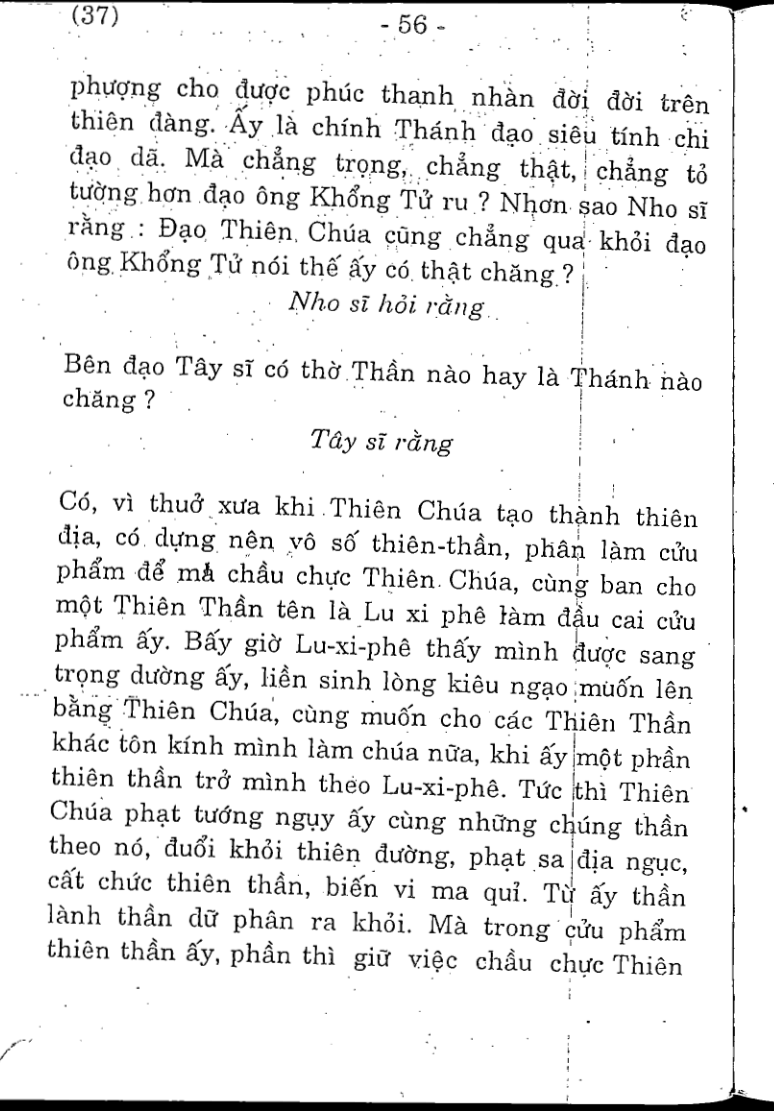 (37)
- 56 -
phượng cho được phúc thanh nhàn đời đời trên
thiên đàng. Ấy là chính Thánh đạo siêu tính chi
đạo dã. Mà chẳng trọng, chẳng thật, chẳng tỏ
tường hơn đạo ông Khổng Tử ru ? Nhơn sao Nho sĩ
rằng : Đạo Thiên Chúa cũng chẳng qua khỏi đạo
ông Khổng Tử nói thế ấy có thật chăng ?
Nho sĩ hỏi rằng
Bên đạo Tây sĩ có thờ Thần nào hay là Thánh nào
chăng ?
Tây sĩ rằng
Có, vì thuở xưa khi Thiên Chúa tạo thành thiên
địa, có dựng nên vô số thiên-thần, phân làm cửu
phẩm để mà chầu chực Thiên Chúa, cùng ban cho
một Thiên Thần tên là Lu xi phê làm đầu cai cửu
phẩm ấy. Bấy giờ Lu-xi-phê thấy mình được sang
trọng dường ấy, liền sinh lòng kiêu ngạo muốn lên
bằng Thiên Chúa, cùng muốn cho các Thiên Thần
khác tôn kính mình làm chúa nữa, khi ấy một phần
thiên thần trở mình theo Lu-xi-phê. Tức thì Thiên
Chúa phạt tướng ngụy ấy cùng những chúng thần
theo nó, đuổi khỏi thiên đường, phạt sa địa ngục,
cất chức thiên thần, biến vi ma quỉ. Từ ấy thần
lành thần dữ phân ra khỏi. Mà trong cửu phẩm
thiên thần ấy, phần thì giữ việc chầu chực Thiên